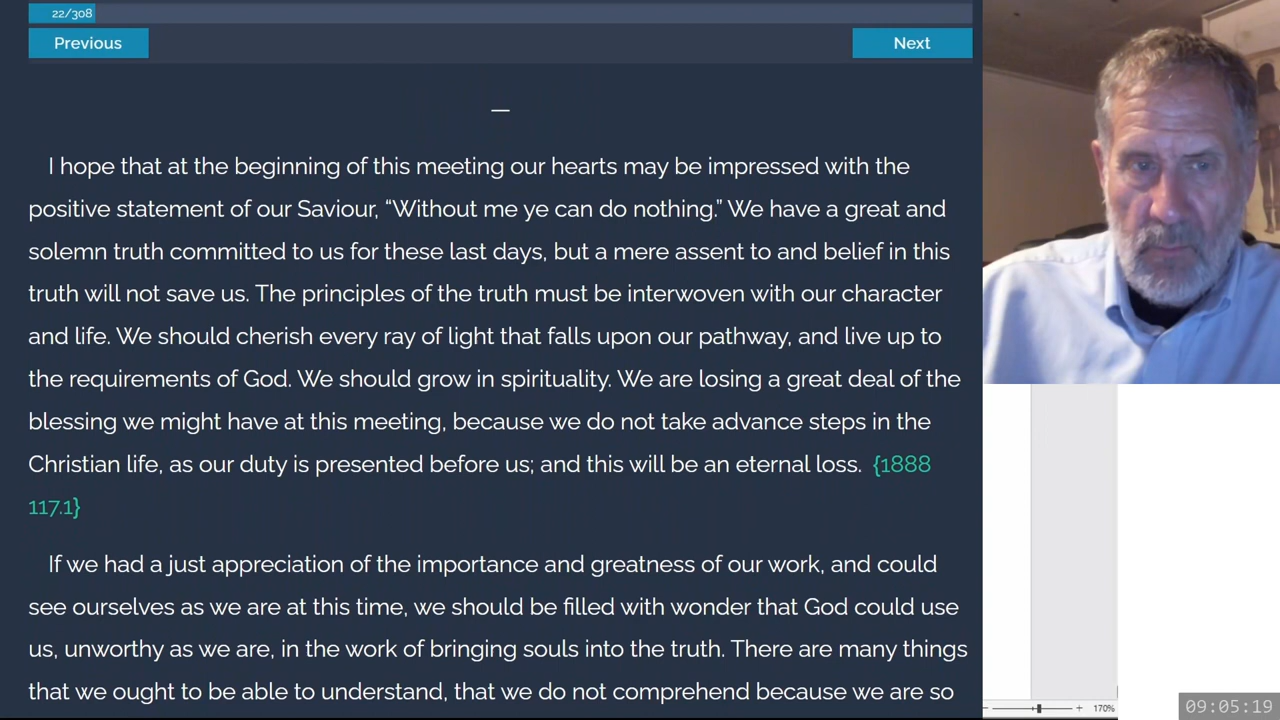 22/308
Previous
Next
—
I hope that at the beginning of this meeting our hearts may be impressed with the
positive statement of our Saviour, “Without me ye can do nothing.” We have a great and
solemn truth committed to us for these last days, but a mere assent to and belief in this
truth will not save us. The principles of the truth must be interwoven with our character
and life. We should cherish every ray of light that falls upon our pathway, and live up to
the requirements of God. We should grow in spirituality. We are losing a great deal of the
blessing we might have at this meeting, because we do not take advance steps in the
Christian life, as our duty is presented before us; and this will be an eternal loss. {1888
117.1}
If we had a just appreciation of the importance and greatness of our work, and could
see ourselves as we are at this time, we should be filled with wonder that God could use
us, unworthy as we are, in the work of bringing souls into the truth. There are many things
that we ought to be able to understand, that we do not comprehend because we are so
170%
09:05:19